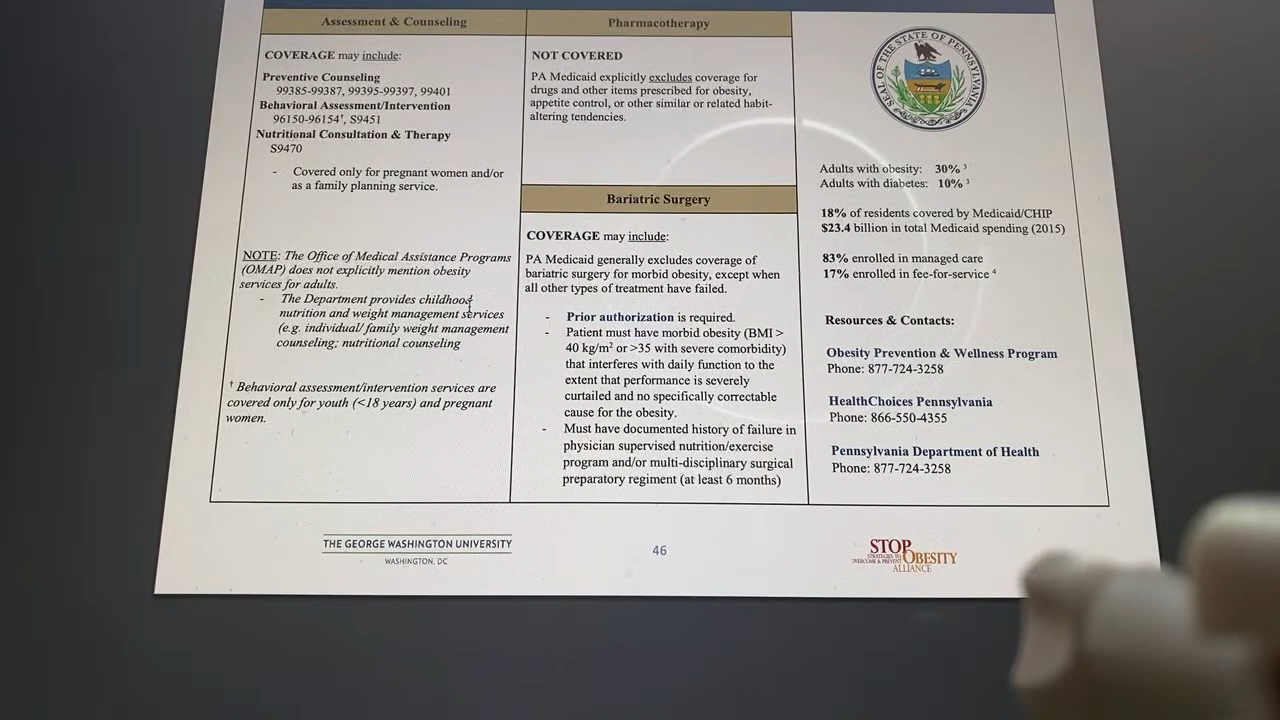 Assessment & Counseling
COVERAGE may include:
Preventive Counseling
99385-99387, 99395-99397, 99401
Behavioral Assessment/Intervention
96150-96154†, S9451
Nutritional Consultation & Therapy
S9470
- Covered only for pregnant women and/or
as a family planning service.
NOTE: The Office of Medical Assistance Programs
(OMAP) does not explicitly mention obesity
services for adults.
- The Department provides childhood
nutrition and weight management services
(e.g. individual/ family weight management
counseling; nutritional counseling
† Behavioral assessment/intervention services are
covered only for youth (<18 years) and pregnant
women.
Pharmacotherapy
NOT COVERED
PA Medicaid explicitly excludes coverage for
drugs and other items prescribed for obesity,
appetite control, or other similar or related habit-
altering tendencies.
Bariatric Surgery
COVERAGE may include:
PA Medicaid generally excludes coverage of
bariatric surgery for morbid obesity, except when
all other types of treatment have failed.
- Prior authorization is required.
- Patient must have morbid obesity (BMI >
40 kg/m² or >35 with severe comorbidity)
that interferes with daily function to the
extent that performance is severely
curtailed and no specifically correctable
cause for the obesity.
- Must have documented history of failure in
physician supervised nutrition/exercise
program and/or multi-disciplinary surgical
preparatory regiment (at least 6 months)
SEAL OF THE STATE OF PENNSYLVANIA
Adults with obesity: 30% ³
Adults with diabetes: 10% ³
18% of residents covered by Medicaid/CHIP
$23.4 billion in total Medicaid spending (2015)
83% enrolled in managed care
17% enrolled in fee-for-service ⁴
Resources & Contacts:
Obesity Prevention & Wellness Program
Phone: 877-724-3258
HealthChoices Pennsylvania
Phone: 866-550-4355
Pennsylvania Department of Health
Phone: 877-724-3258
THE GEORGE WASHINGTON UNIVERSITY
WASHINGTON, DC
46
STOP
STRATEGIES TO
OVERCOME & PREVENT OBESITY
ALLIANCE